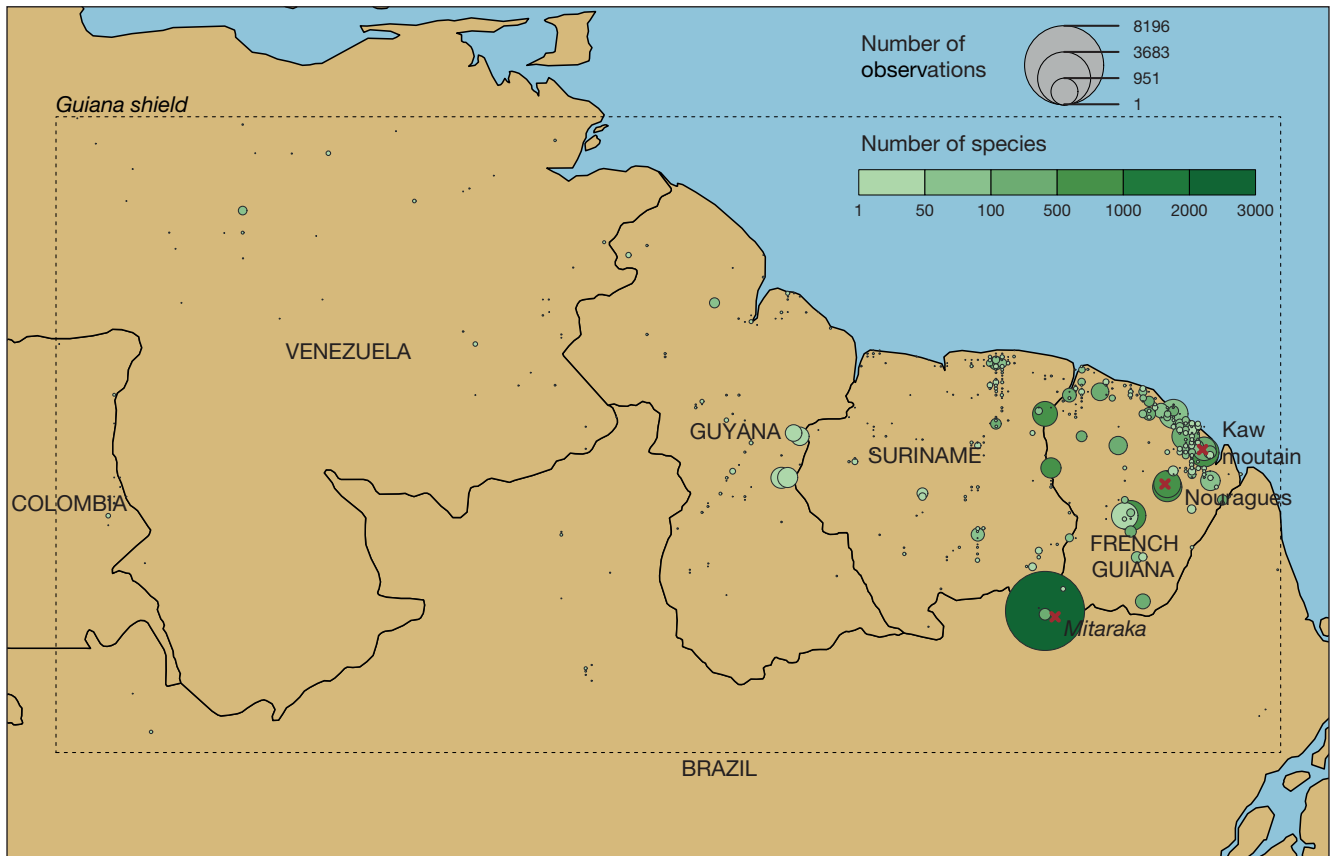 Number of
observations
8196
3683
951
1
Guiana shield
Number of species
1 50 100 500 1000 2000 3000
VENEZUELA
GUYANA
SURINAME
Kaw
moutain
COLOMBIA
Nouragues
FRENCH
GUIANA
Mitaraka
BRAZIL